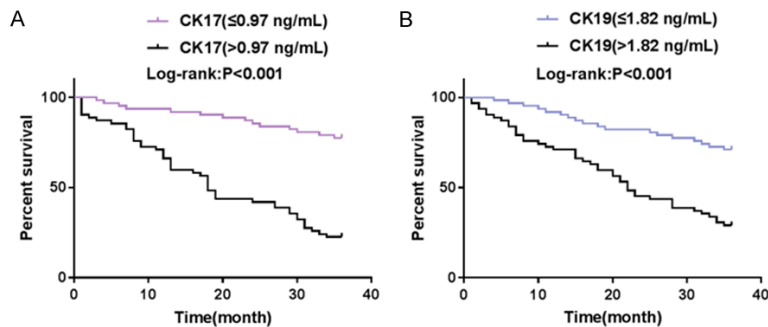 A
CK17(≤0.97 ng/mL)
CK17(>0.97 ng/mL)
Log-rank:P<0.001
Percent survival
100
50
0
0 10 20 30 40
Time(month)
B
CK19(≤1.82 ng/mL)
CK19(>1.82 ng/mL)
Log-rank:P<0.001
Percent survival
100
50
0
0 10 20 30 40
Time(month)